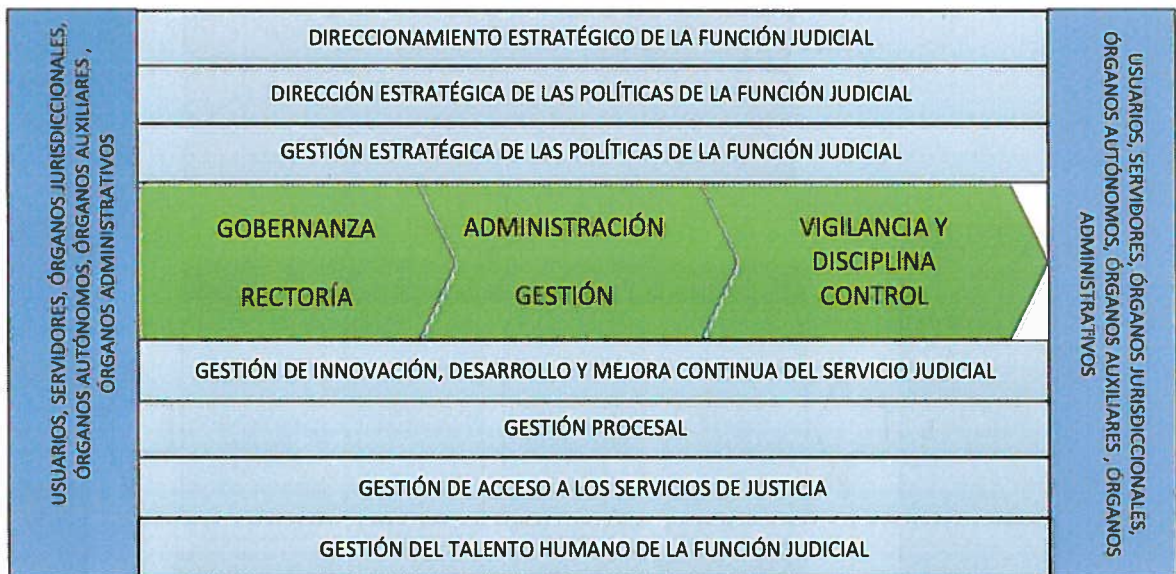 USUARIOS, SERVIDORES, ÓRGANOS JURISDICCIONALES,
ÓRGANOS AUTÓNOMOS, ÓRGANOS AUXILIARES ,
ÓRGANOS ADMINISTRATIVOS
DIRECCIONAMIENTO ESTRATÉGICO DE LA FUNCIÓN JUDICIAL
DIRECCIÓN ESTRATÉGICA DE LAS POLÍTICAS DE LA FUNCIÓN JUDICIAL
GESTIÓN ESTRATÉGICA DE LAS POLÍTICAS DE LA FUNCIÓN JUDICIAL
GOBERNANZA
RECTORÍA
ADMINISTRACIÓN
GESTIÓN
VIGILANCIA Y
DISCIPLINA
CONTROL
GESTIÓN DE INNOVACIÓN, DESARROLLO Y MEJORA CONTINUA DEL SERVICIO JUDICIAL
GESTIÓN PROCESAL
GESTIÓN DE ACCESO A LOS SERVICIOS DE JUSTICIA
GESTIÓN DEL TALENTO HUMANO DE LA FUNCIÓN JUDICIAL
USUARIOS, SERVIDORES, ÓRGANOS JURISDICCIONALES,
ÓRGANOS AUTÓNOMOS, ÓRGANOS AUXILIARES , ÓRGANOS
ADMINISTRATIVOS